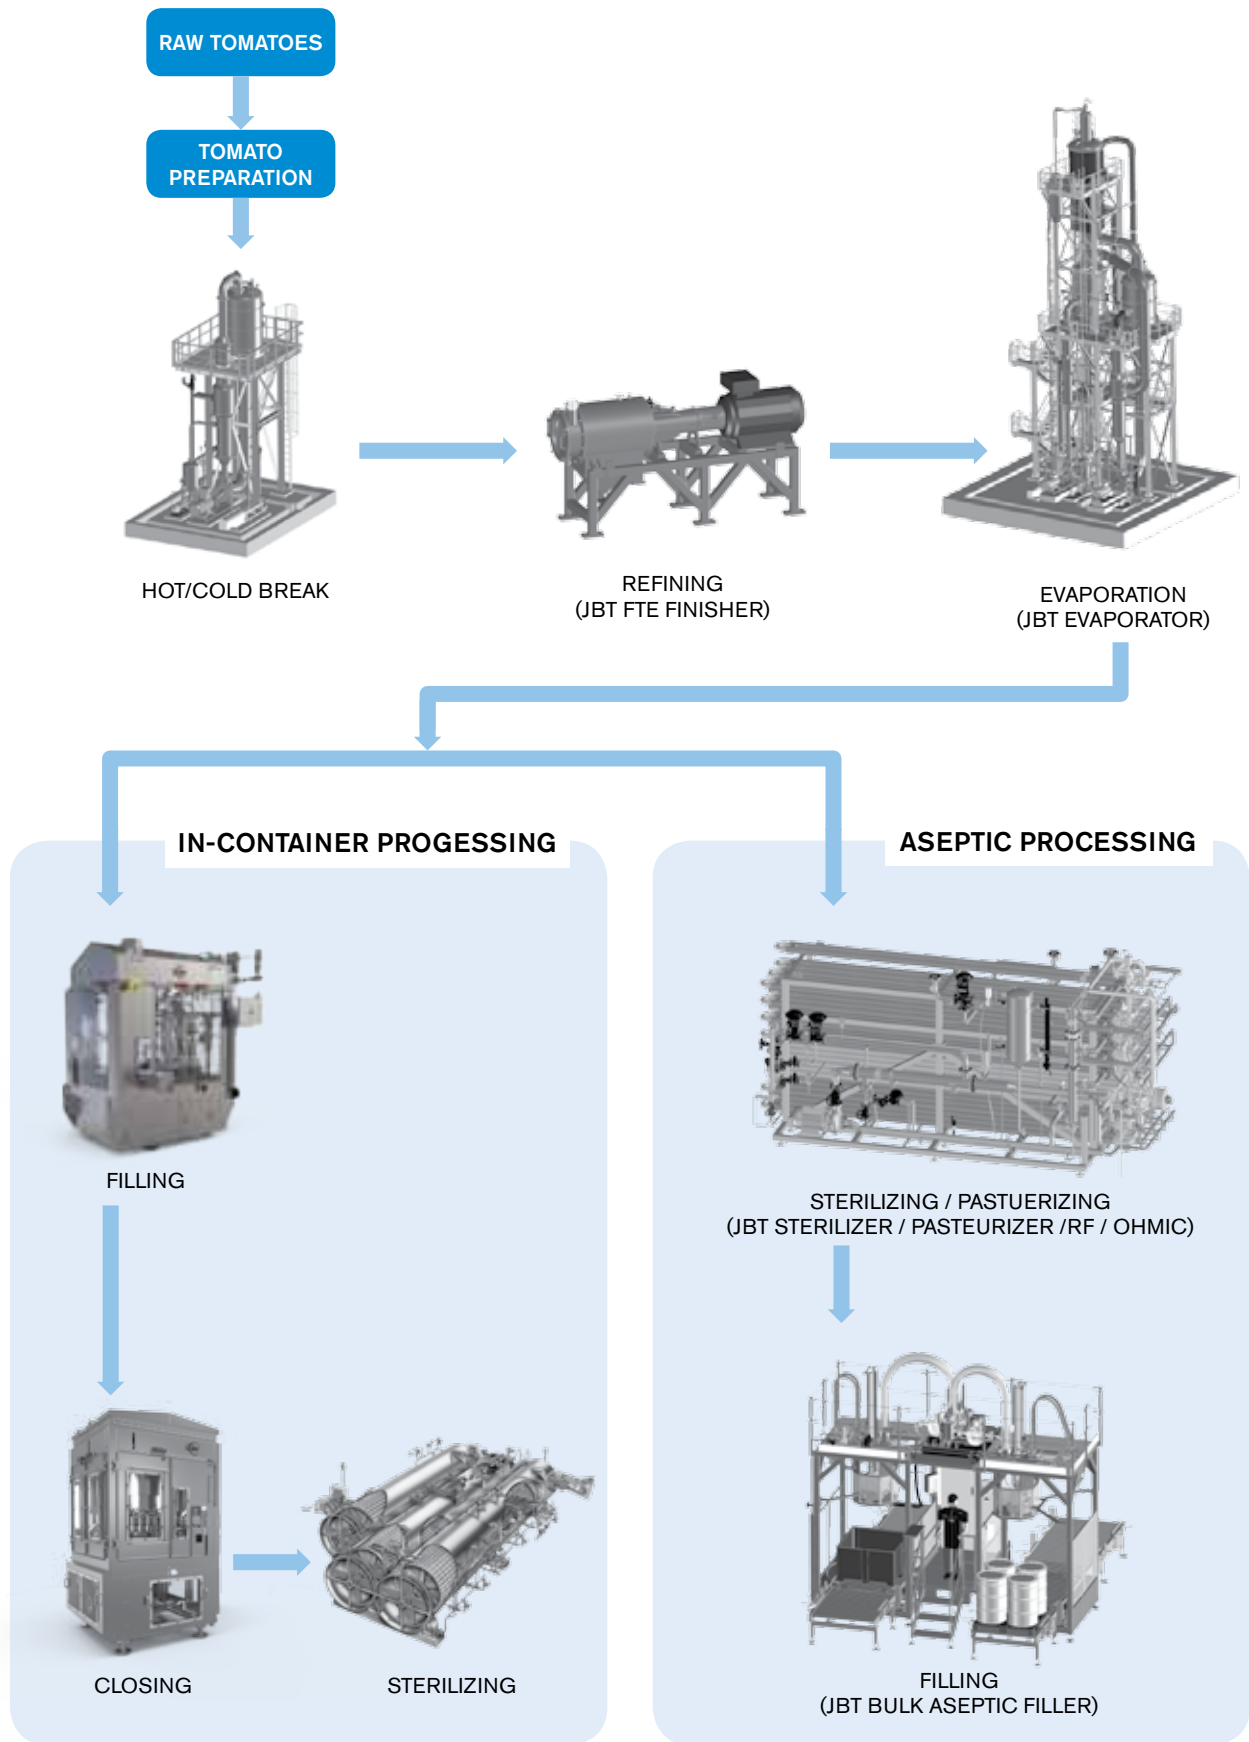 RAW TOMATOES
TOMATO
PREPARATION
HOT/COLD BREAK
REFINING
(JBT FTE FINISHER)
EVAPORATION
(JBT EVAPORATOR)
IN-CONTAINER PROGESSING
FILLING
CLOSING
STERILIZING
ASEPTIC PROCESSING
STERILIZING / PASTUERIZING
(JBT STERILIZER / PASTEURIZER /RF / OHMIC)
FILLING
(JBT BULK ASEPTIC FILLER)